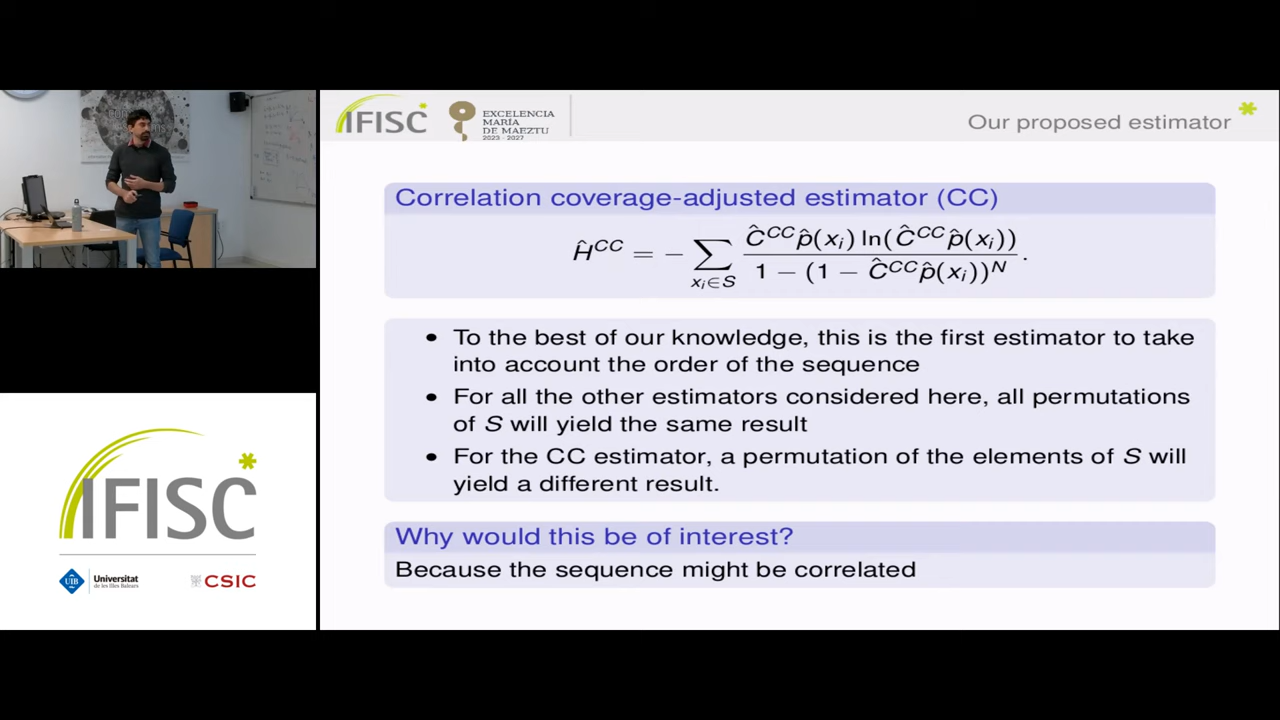 IFISC
EXCELENCIA
MARÍA
DE MAEZTU
2023 - 2027
Our proposed estimator
Correlation coverage-adjusted estimator (CC)
Ĥ^{CC} = − ∑_{x_i∈S} \frac{Ĉ^{CC} p̂(x_i) ln(Ĉ^{CC} p̂(x_i))}{1 − (1 − Ĉ^{CC} p̂(x_i))^N}.
• To the best of our knowledge, this is the first estimator to take
into account the order of the sequence
• For all the other estimators considered here, all permutations
of S will yield the same result
• For the CC estimator, a permutation of the elements of S will
yield a different result.
Why would this be of interest?
Because the sequence might be correlated
IFISC
UIB
Universitat
de les Illes Balears
CSIC